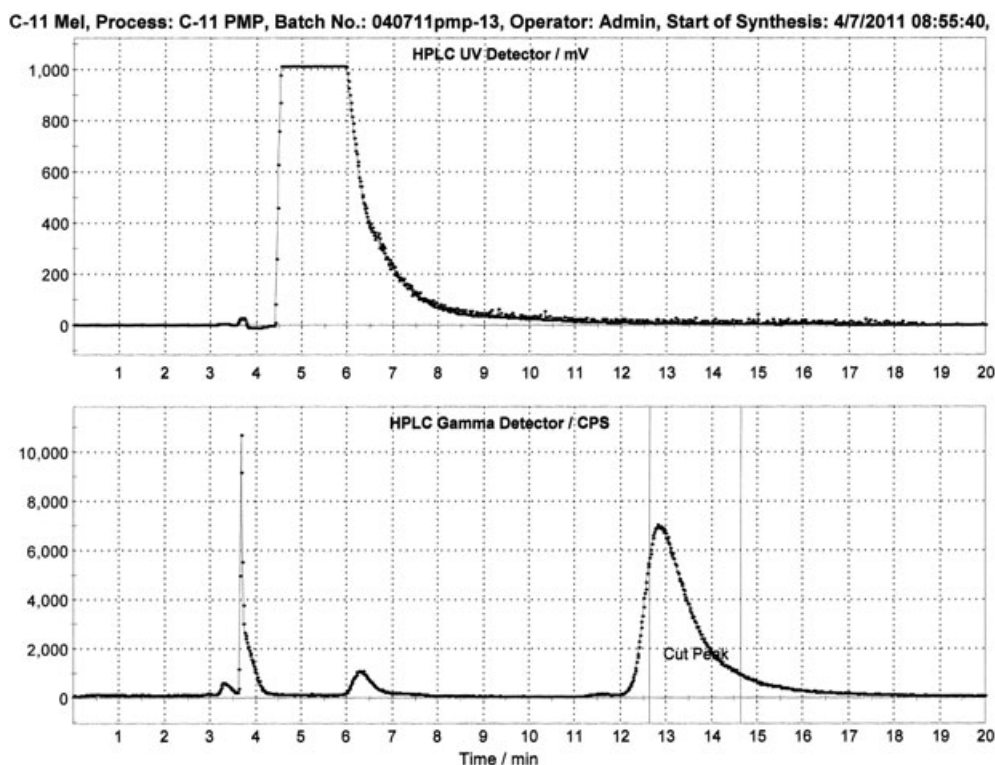 C-11 Mel, Process: C-11 PMP, Batch No.: 040711pmp-13, Operator: Admin, Start of Synthesis: 4/7/2011 08:55:40,
HPLC UV Detector / mV
1,000
800
600
400
200
0
1 2 3 4 5 6 7 8 9 10 11 12 13 14 15 16 17 18 19 20
HPLC Gamma Detector / CPS
10,000
8,000
6,000
4,000
2,000
Cut Peak
0
1 2 3 4 5 6 7 8 9 10 11 12 13 14 15 16 17 18 19 20
Time / min